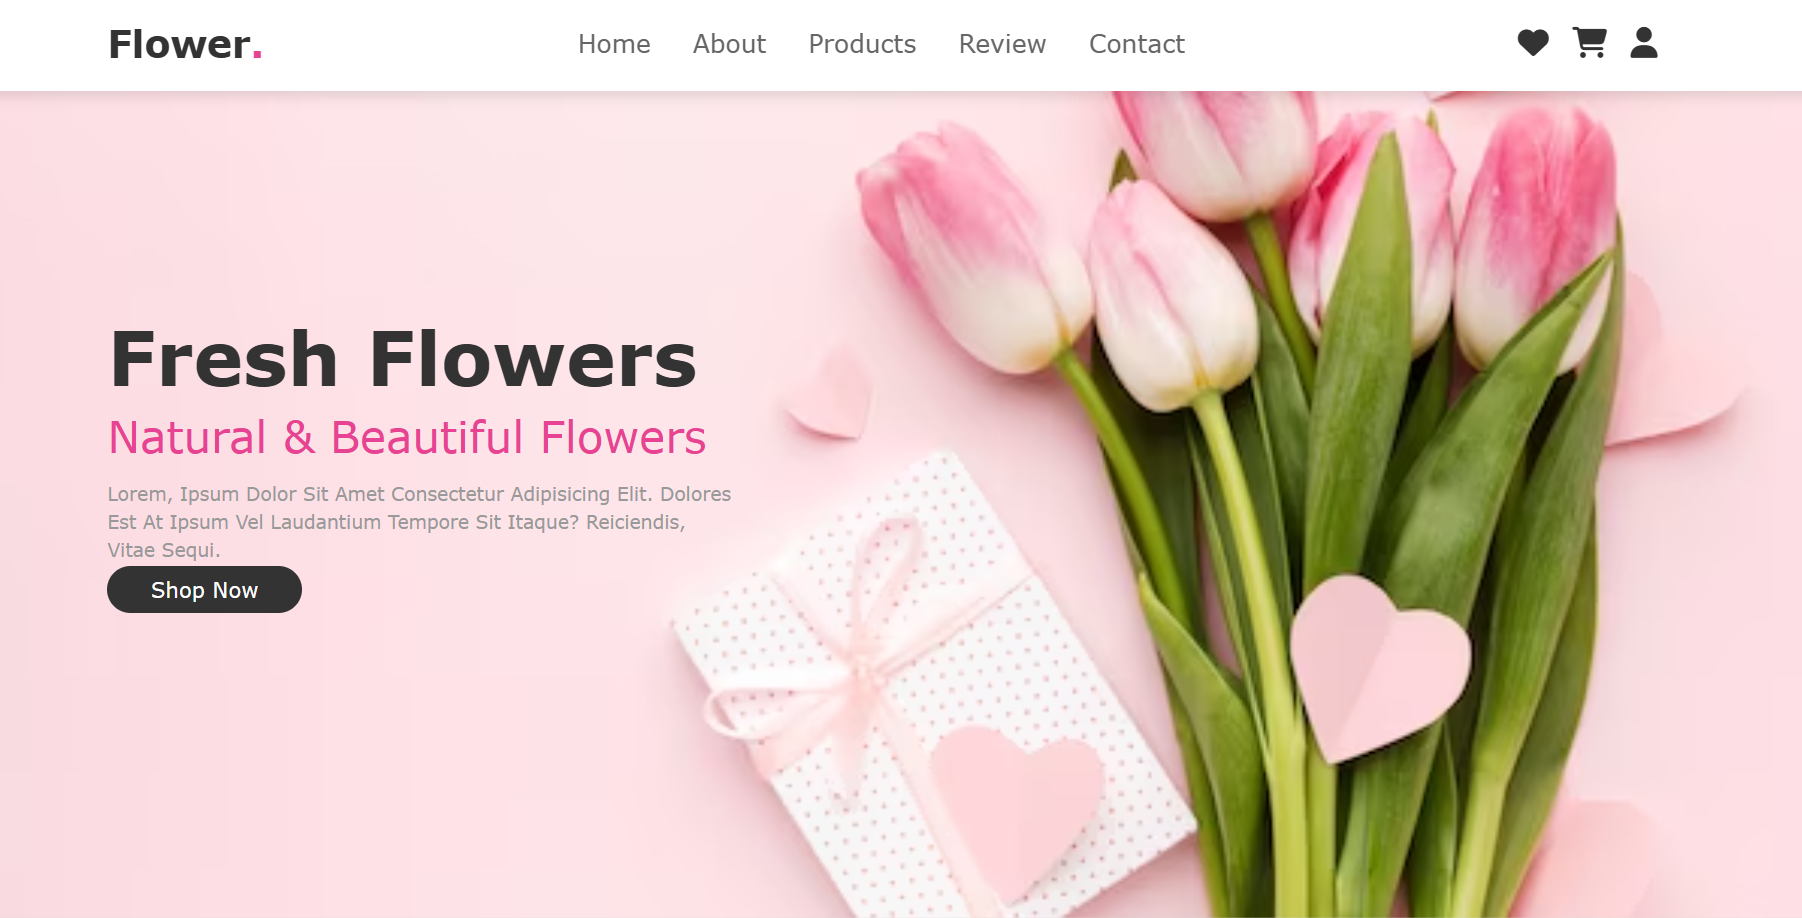 Flower.
Home About Products Review Contact
Fresh Flowers
Natural & Beautiful Flowers
Lorem, Ipsum Dolor Sit Amet Consectetur Adipisicing Elit. Dolores
Est At Ipsum Vel Laudantium Tempore Sit Itaque? Reiciendis,
Vitae Sequi.
Shop Now